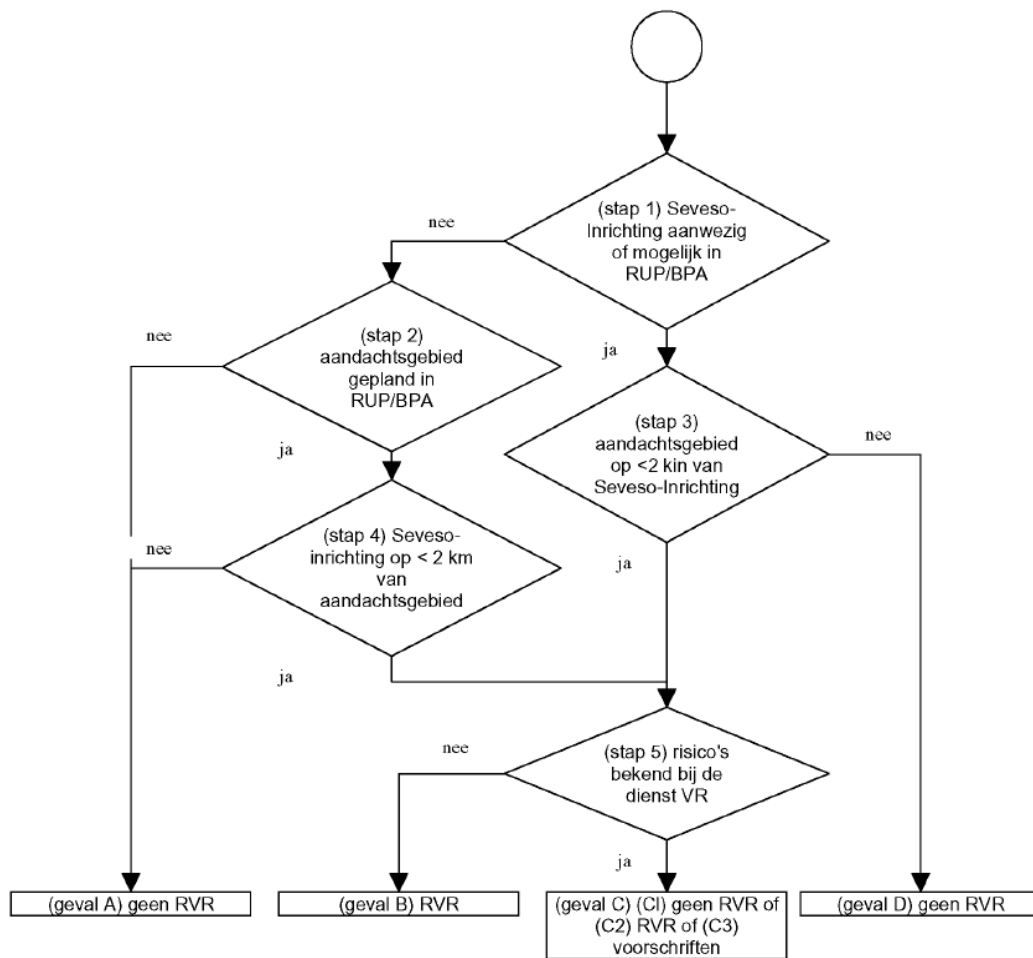 nee
(stap 1) Seveso-
Inrichting aanwezig
of mogelijk in
RUP/BPA
nee
(stap 2)
aandachtsgebied
gepland in
RUP/BPA
ja
(stap 3)
aandachtsgebied
op <2 kin van
Seveso-Inrichting
nee
ja
nee
(stap 4) Seveso-
inrichting op < 2 km
van
aandachtsgebied
ja
ja
nee
(stap 5) risico's
bekend bij de
dienst VR
ja
(geval A) geen RVR
(geval B) RVR
(geval C) (Cl) geen RVR of
(C2) RVR of (C3)
voorschriften
(geval D) geen RVR